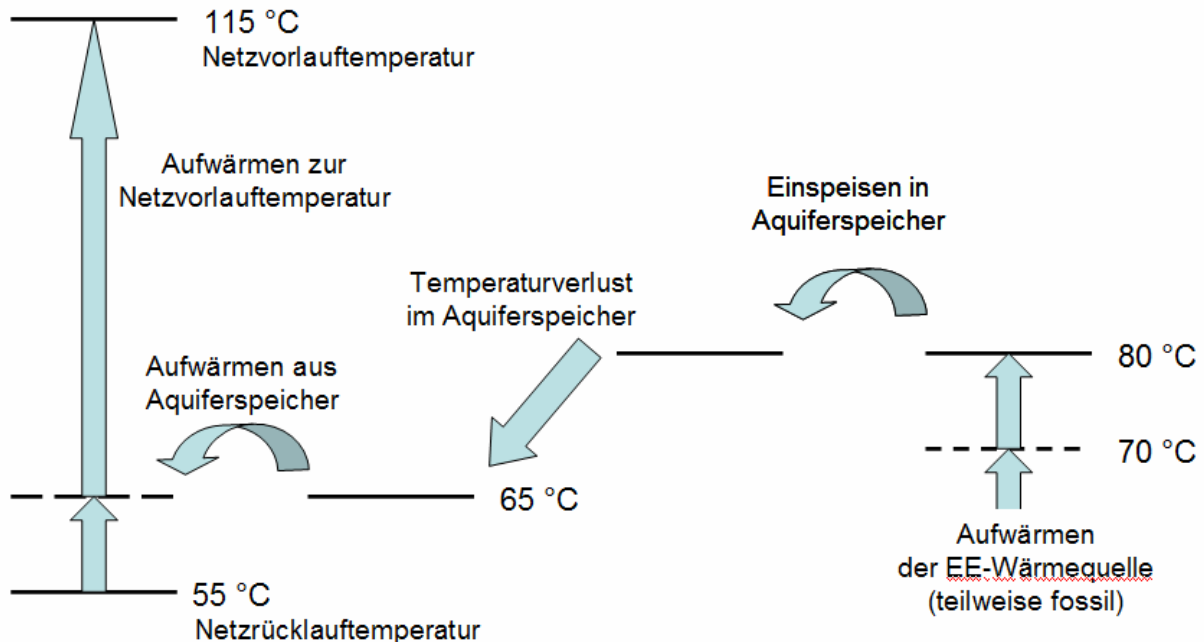 115 °C
Netzvorlauftemperatur
Aufwärmen zur
Netzvorlauftemperatur
Einspeisen in
Aquiferspeicher
Temperaturverlust
im Aquiferspeicher
Aufwärmen aus
Aquiferspeicher
80 °C
70 °C
65 °C
Aufwärmen
der EE-Wärmequelle
(teilweise fossil)
55 °C
Netzrücklauftemperatur